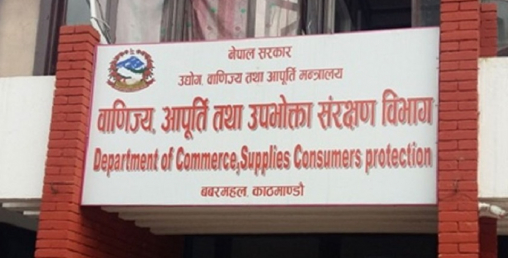 नेपाल सरकार
उद्योग, वाणिज्य तथा आपूर्ति मन्त्रालय
वाणिज्य, आपूर्ति तथा उपभोक्ता संरक्षण विभाग
Department of Commerce,Supplies Consumers protection
बबरमहल, काठमाण्डौ